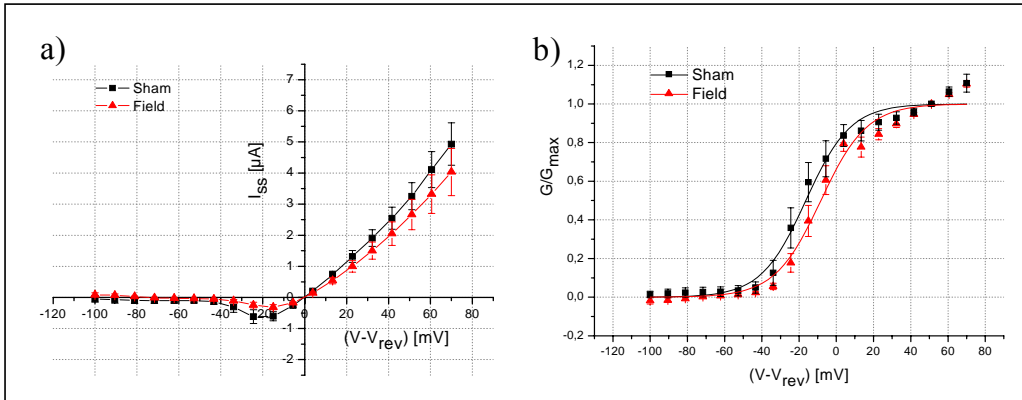 a)
Sham
Field
I_ss [µA]
7
6
5
4
3
2
1
0
-1
-2
-120 -100 -80 -60 -40 -20 0 20 40 60 80
(V-V_rev) [mV]
b)
Sham
Field
G/G_max
1,2
1,0
0,8
0,6
0,4
0,2
0,0
-0,2
-120 -100 -80 -60 -40 -20 0 20 40 60 80
(V-V_rev) [mV]